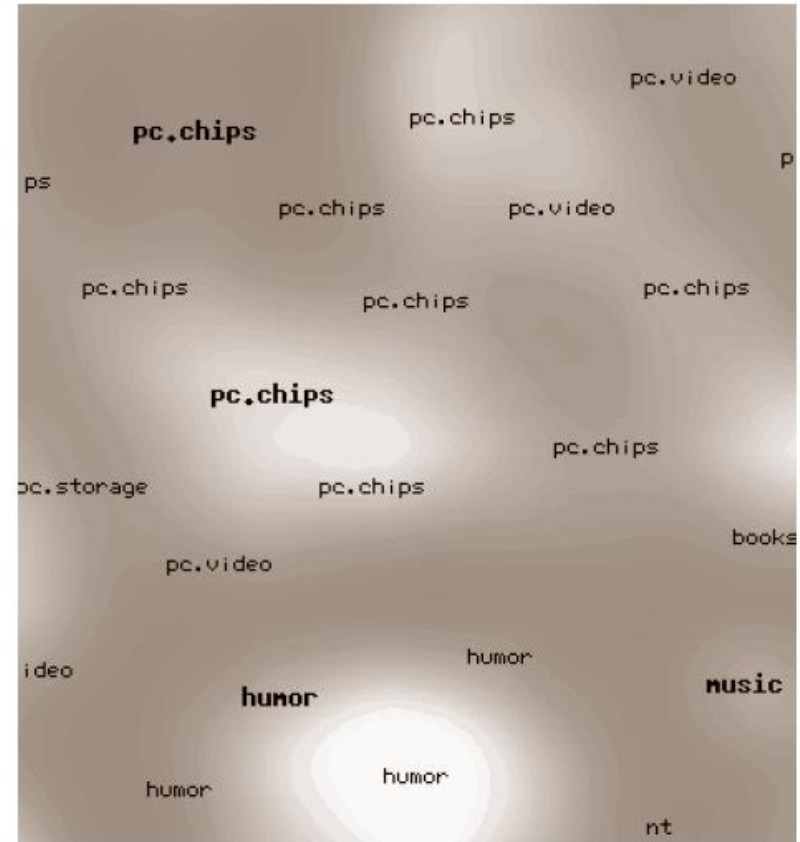 pc.video
pc.chips
pc.chips
p
ps
pc.chips
pc.video
pc.chips
pc.chips
pc.chips
pc.chips
pc.chips
pc.storage
pc.chips
books
pc.video
humor
ideo
music
humor
humor
humor
nt